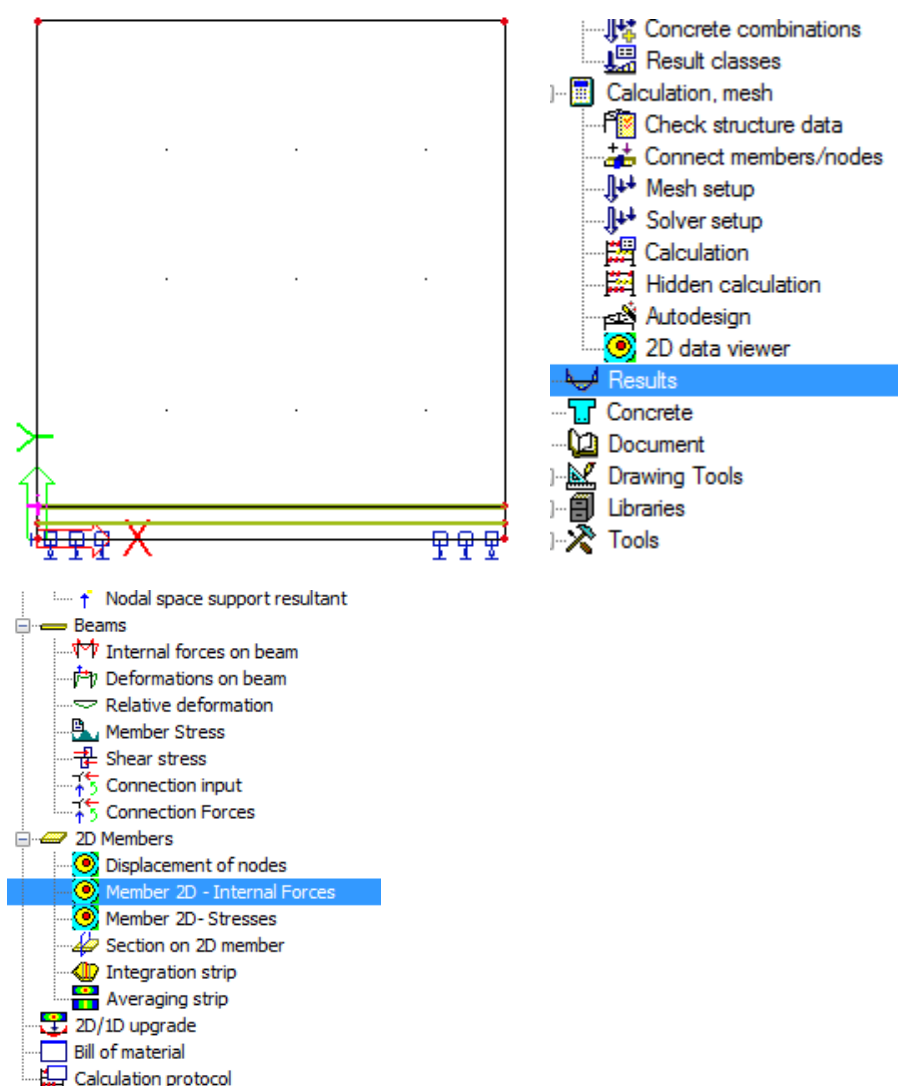 Y
X
Concrete combinations
Result classes
Calculation, mesh
Check structure data
Connect members/nodes
Mesh setup
Solver setup
Calculation
Hidden calculation
Autodesign
2D data viewer
Results
Concrete
Document
Drawing Tools
Libraries
Tools
Nodal space support resultant
Beams
Internal forces on beam
Deformations on beam
Relative deformation
Member Stress
Shear stress
Connection input
Connection Forces
2D Members
Displacement of nodes
Member 2D - Internal Forces
Member 2D- Stresses
Section on 2D member
Integration strip
Averaging strip
2D/1D upgrade
Bill of material
Calculation protocol